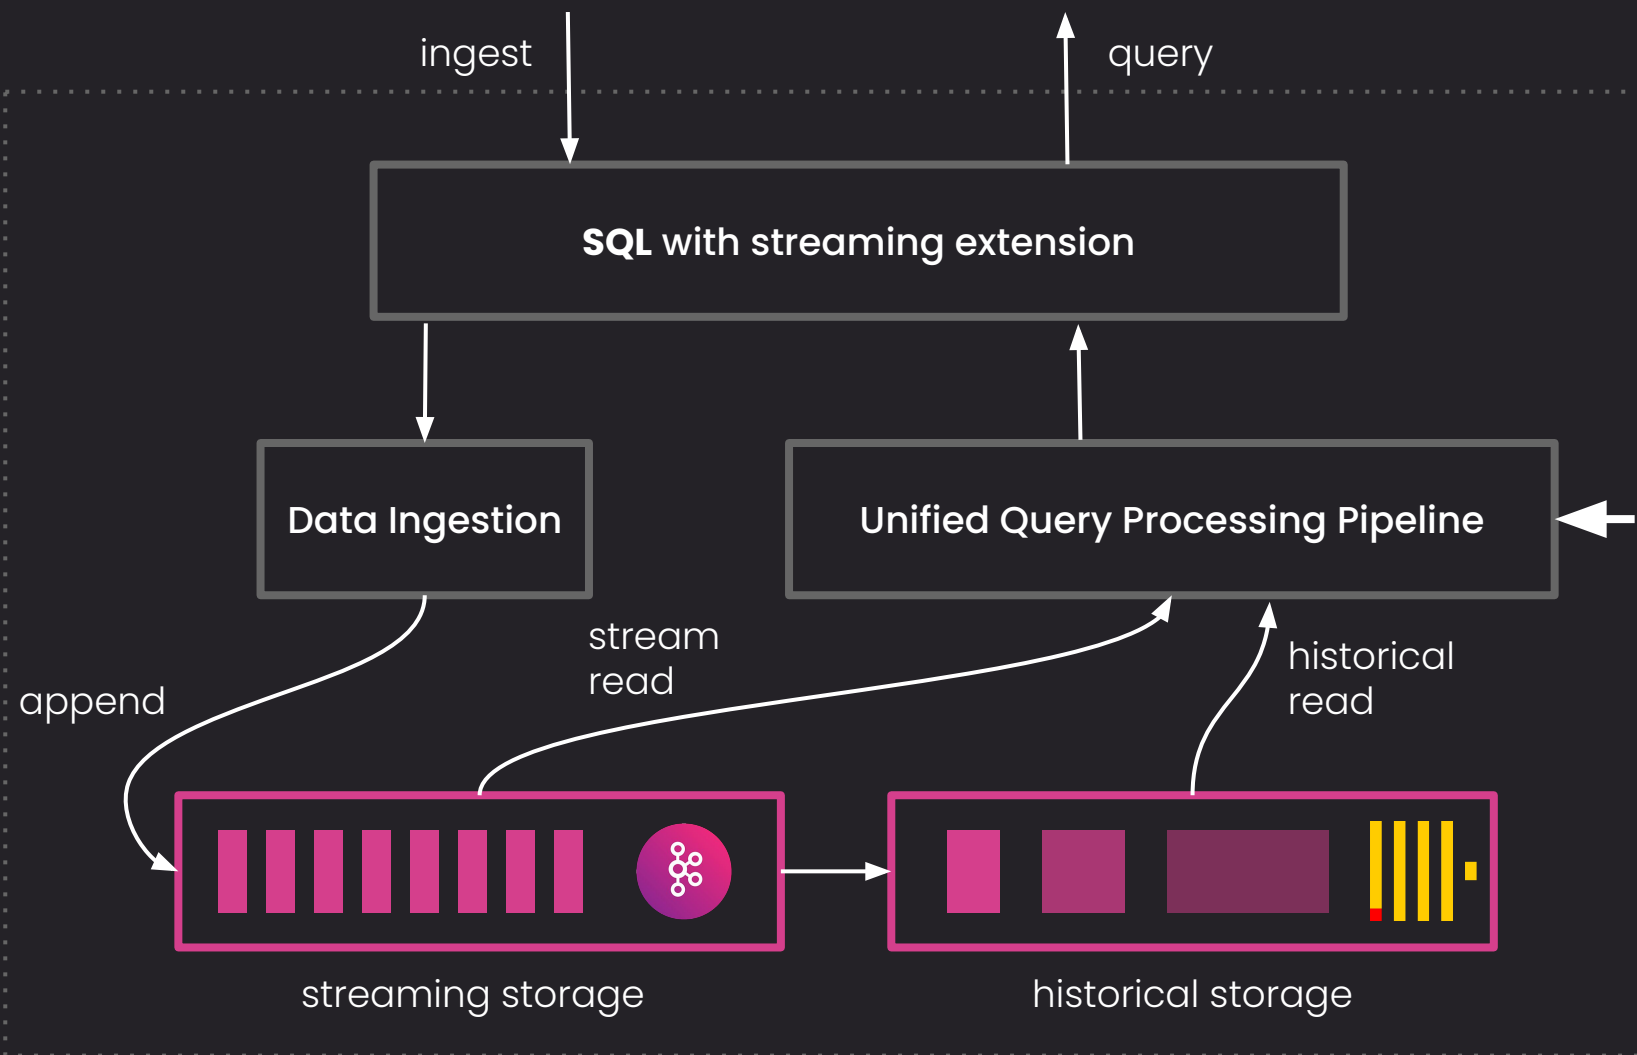 ingest
query
SQL with streaming extension
Data Ingestion
Unified Query Processing Pipeline
stream
read
historical
read
append
streaming storage
historical storage